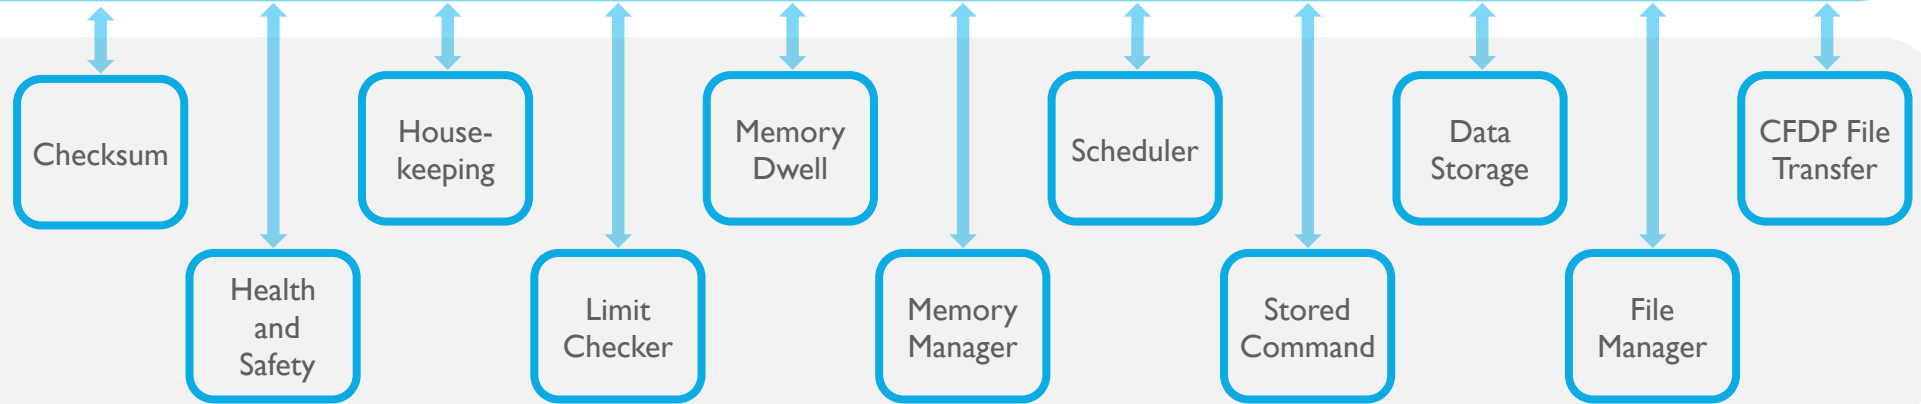 Checksum
House-
keeping
Memory
Dwell
Scheduler
Data
Storage
CFDP File
Transfer
Health
and
Safety
Limit
Checker
Memory
Manager
Stored
Command
File
Manager